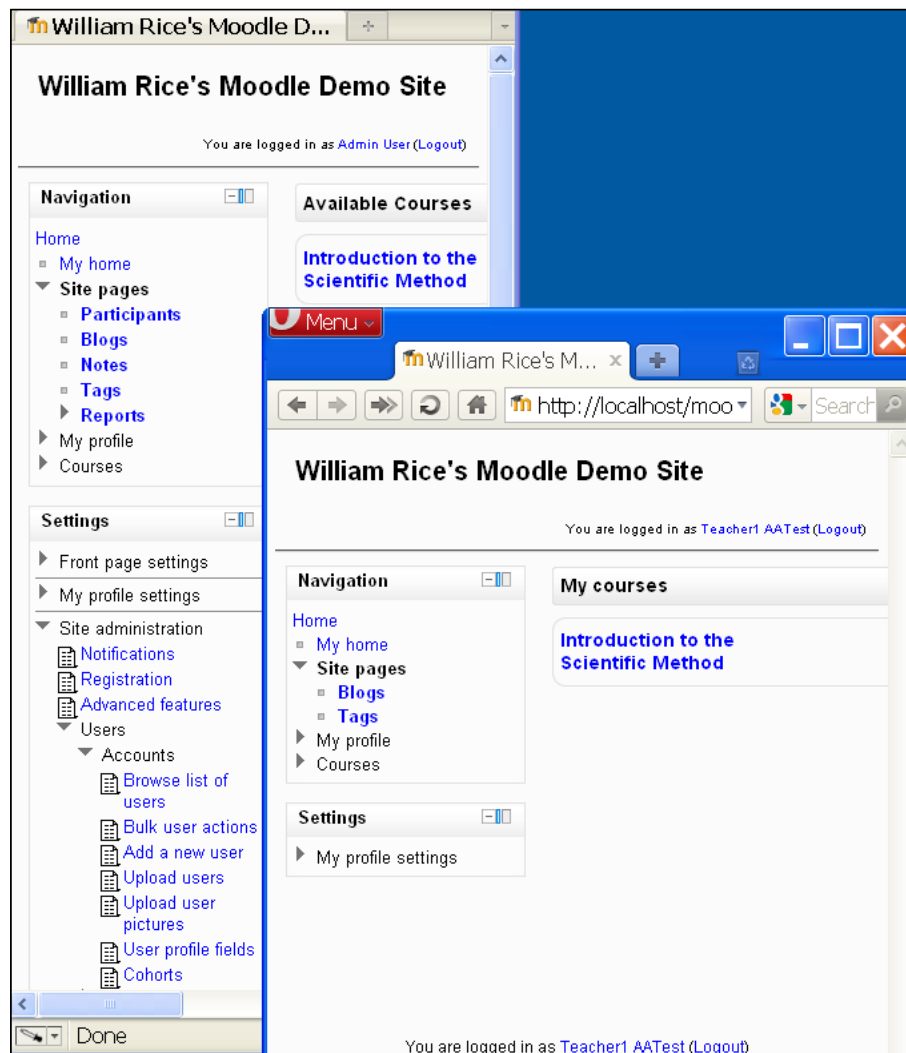 William Rice's Moodle D...
William Rice's Moodle Demo Site
You are logged in as Admin User (Logout)
Navigation
Home
My home
Site pages
Participants
Blogs
Notes
Tags
Reports
My profile
Courses
Available Courses
Introduction to the
Scientific Method
Settings
Front page settings
My profile settings
Site administration
Notifications
Registration
Advanced features
Users
Accounts
Browse list of
users
Bulk user actions
Add a new user
Upload users
Upload user
pictures
User profile fields
Cohorts
Done
Menu
William Rice's M...
http://localhost/moo
Search
William Rice's Moodle Demo Site
You are logged in as Teacher1 AATest (Logout)
Navigation
Home
My home
Site pages
Blogs
Tags
My profile
Courses
My courses
Introduction to the
Scientific Method
Settings
My profile settings
You are logged in as Teacher1 AATest (Logout)